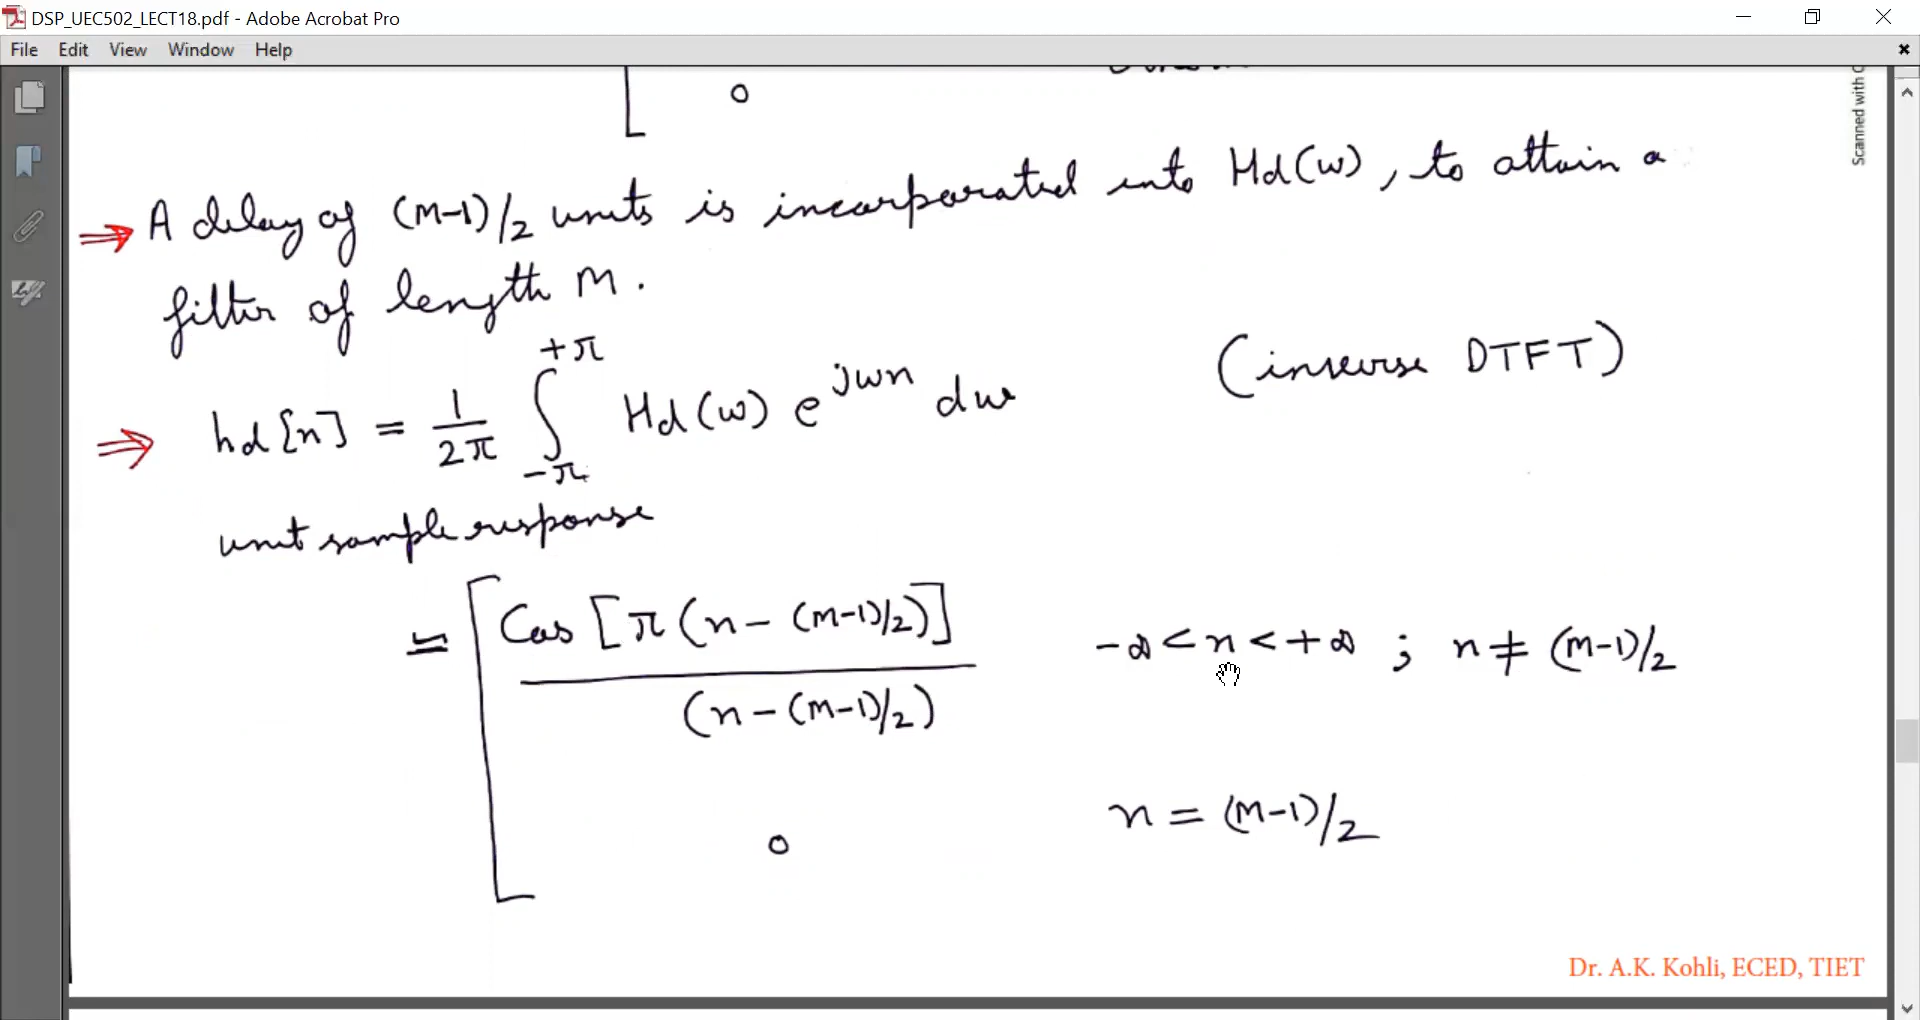 DSP_UEC502_LECT18.pdf - Adobe Acrobat Pro
File Edit View Window Help
0
Scanned with C
⇒ A delay of (M-1)/2 units is incorporated into Hd(w), to attain a
filter of length M.
⇒ hd[n] = 1/2π ∫_{-π}^{+π} Hd(w) e^{jwn} dw (inverse DTFT)
unit sample response
= [ Cos [π(n - (M-1)/2)] / (n - (M-1)/2) -∞ < n < +∞ ; n ≠ (M-1)/2
0 n = (M-1)/2
Dr. A.K. Kohli, ECED, TIET